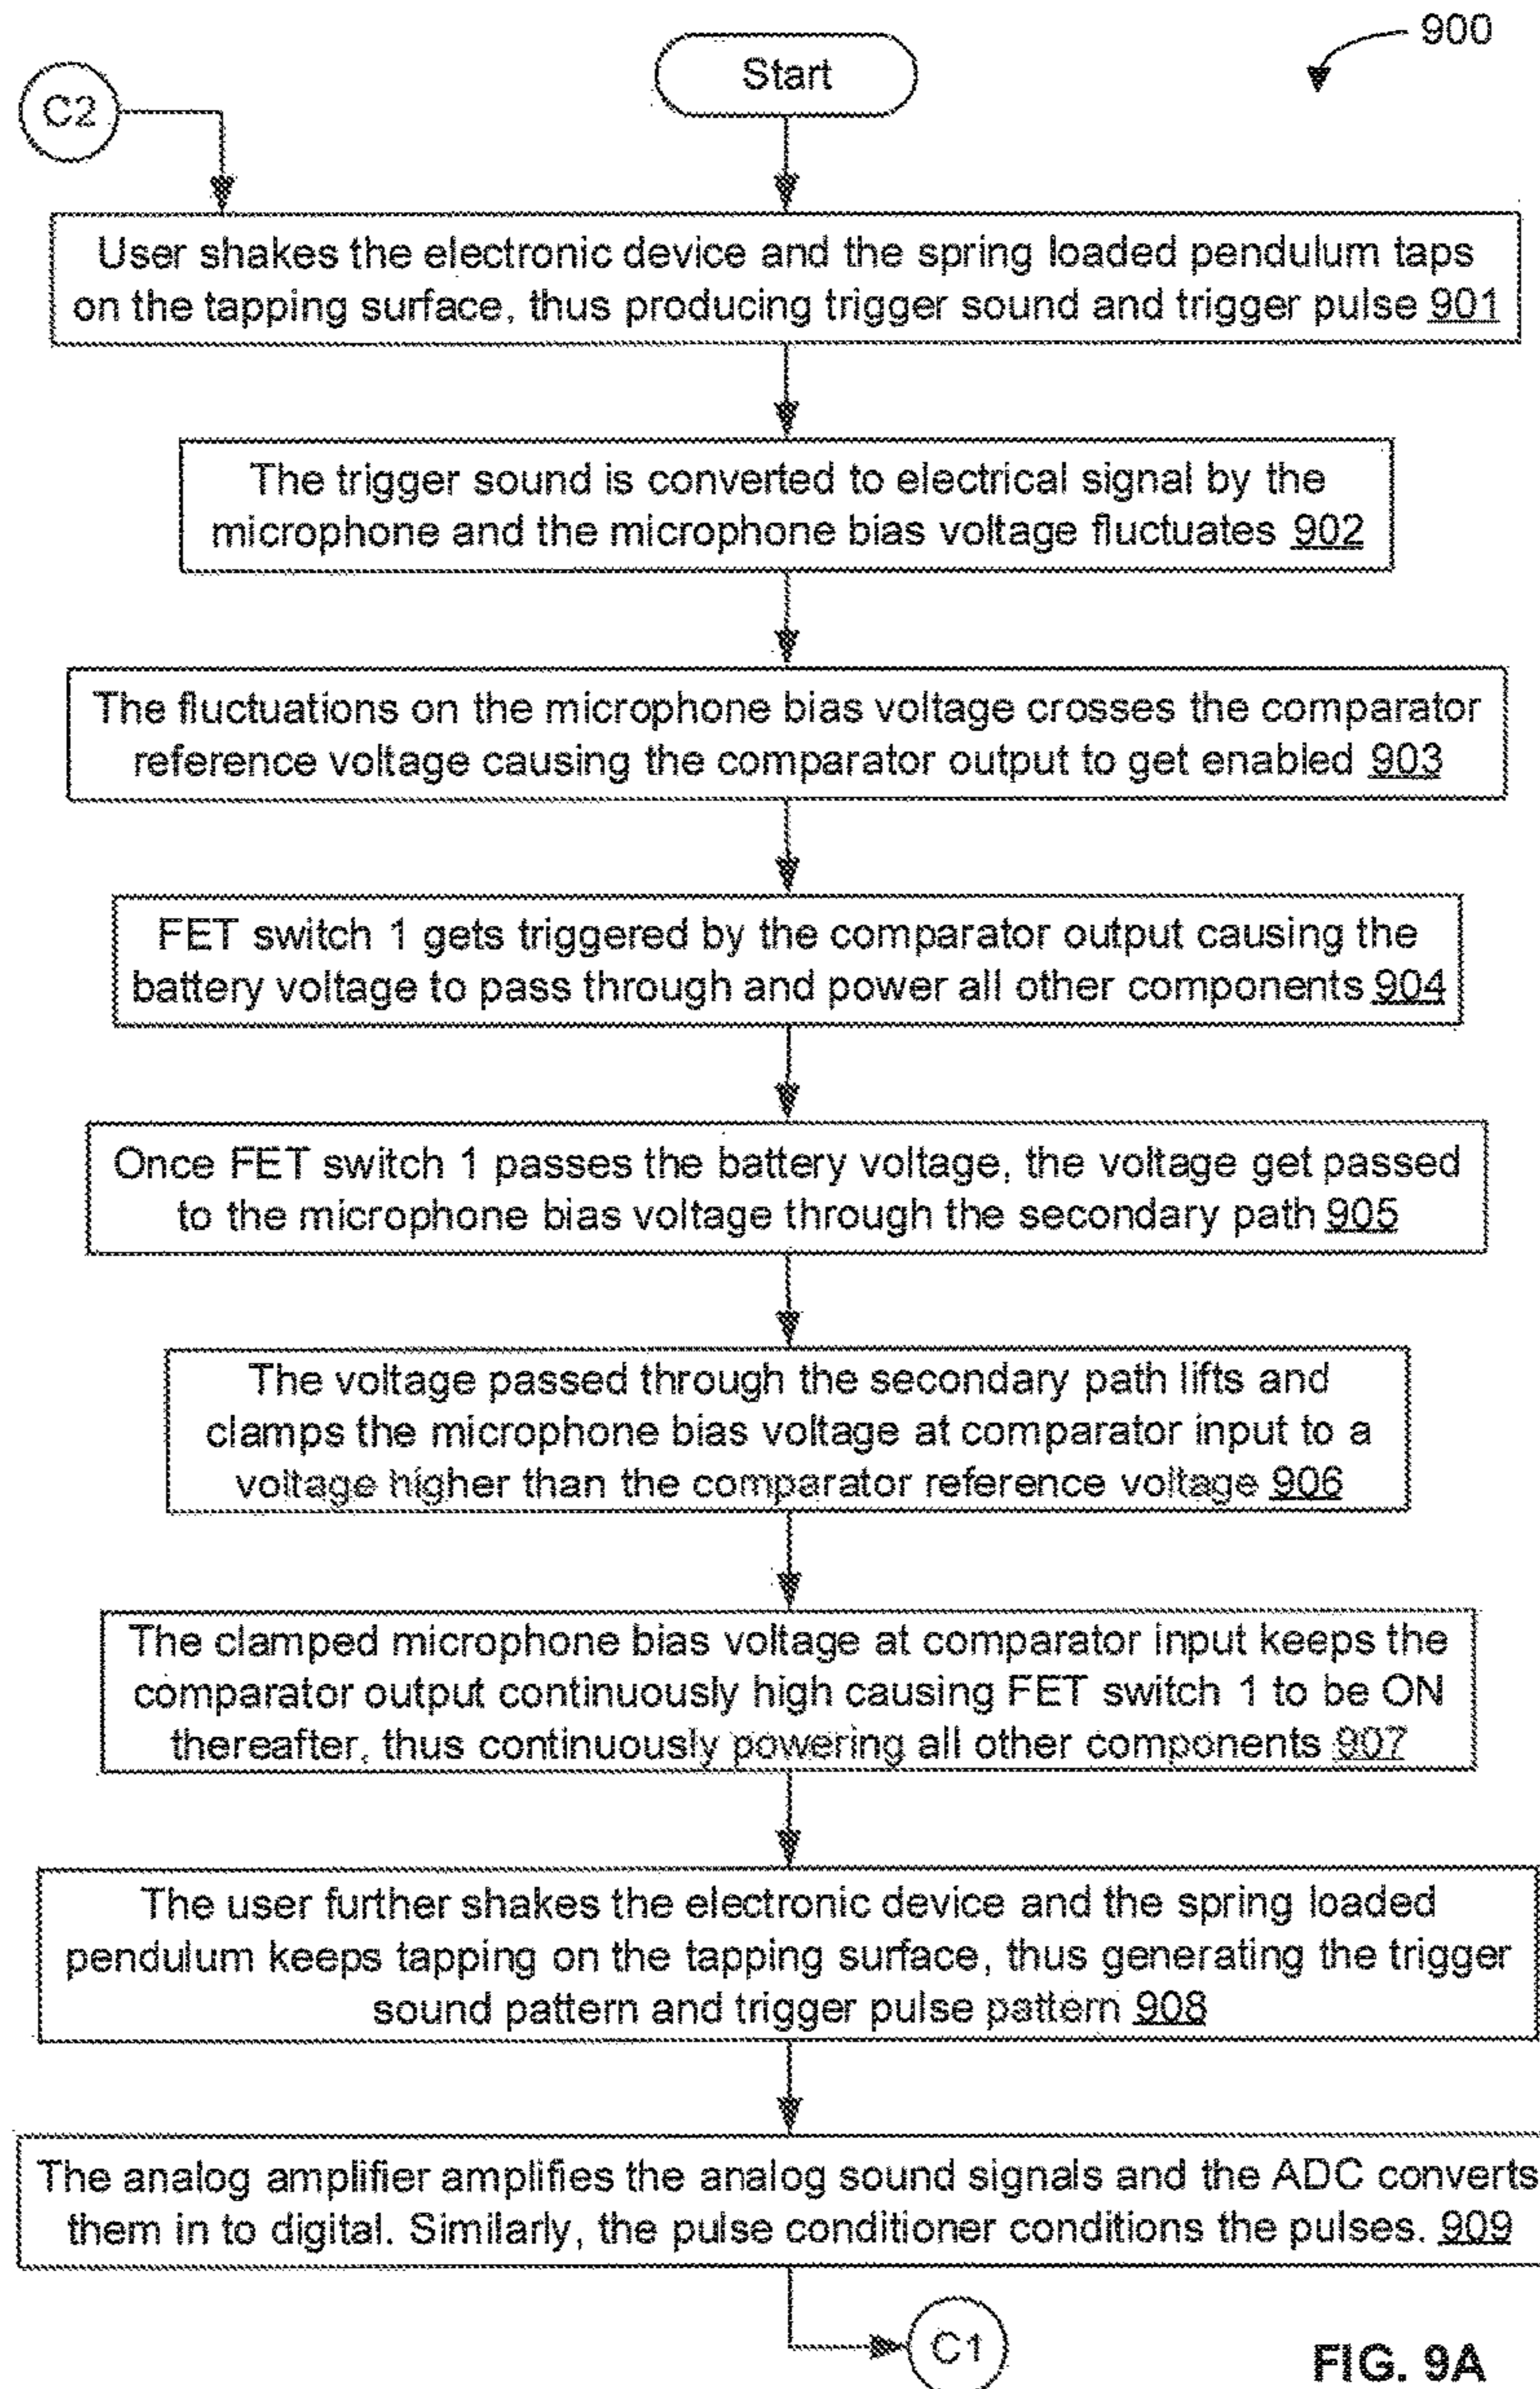 900
Start
C2
User shakes the electronic device and the spring loaded pendulum taps
on the tapping surface, thus producing trigger sound and trigger pulse 901
The trigger sound is converted to electrical signal by the
microphone and the microphone bias voltage fluctuates 902
The fluctuations on the microphone bias voltage crosses the comparator
reference voltage causing the comparator output to get enabled 903
FET switch 1 gets triggered by the comparator output causing the
battery voltage to pass through and power all other components 904
Once FET switch 1 passes the battery voltage, the voltage get passed
to the microphone bias voltage through the secondary path 905
The voltage passed through the secondary path lifts and
clamps the microphone bias voltage at comparator input to a
voltage higher than the comparator reference voltage 906
The clamped microphone bias voltage at comparator input keeps the
comparator output continuously high causing FET switch 1 to be ON
thereafter, thus continuously powering all other components 907
The user further shakes the electronic device and the spring loaded
pendulum keeps tapping on the tapping surface, thus generating the trigger
sound pattern and trigger pulse pattern 908
The analog amplifier amplifies the analog sound signals and the ADC converts
them in to digital. Similarly, the pulse conditioner conditions the pulses. 909
C1
FIG. 9A